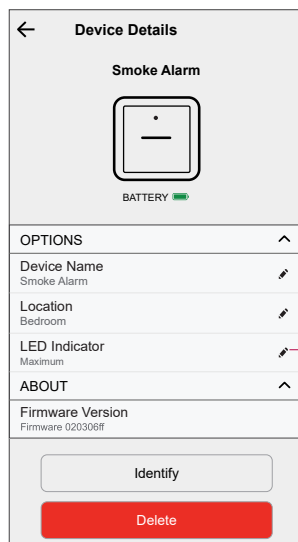 Device Details
Smoke Alarm
BATTERY
OPTIONS
Device Name
Smoke Alarm
Location
Bedroom
LED Indicator
Maximum
ABOUT
Firmware Version
Firmware 020306ff
Identify
Delete